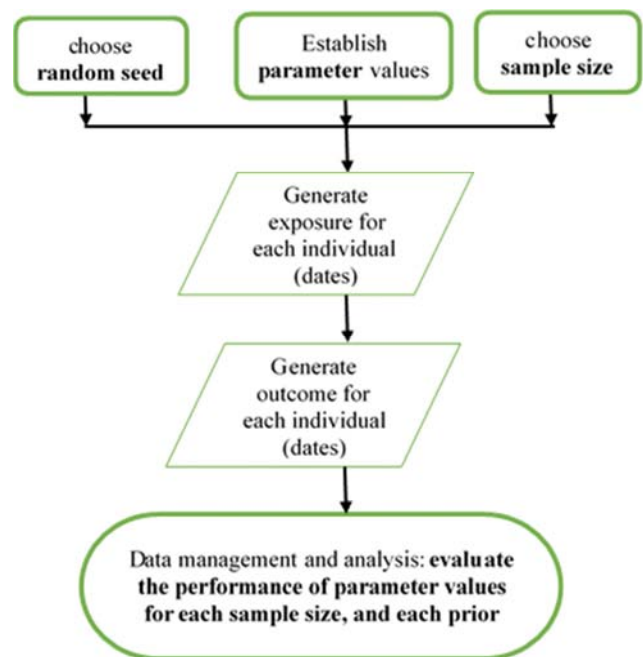 choose
random seed
Establish
parameter values
choose
sample size
Generate
exposure for
each individual
(dates)
Generate
outcome for
each individual
(dates)
Data management and analysis: evaluate
the performance of parameter values
for each sample size, and each prior